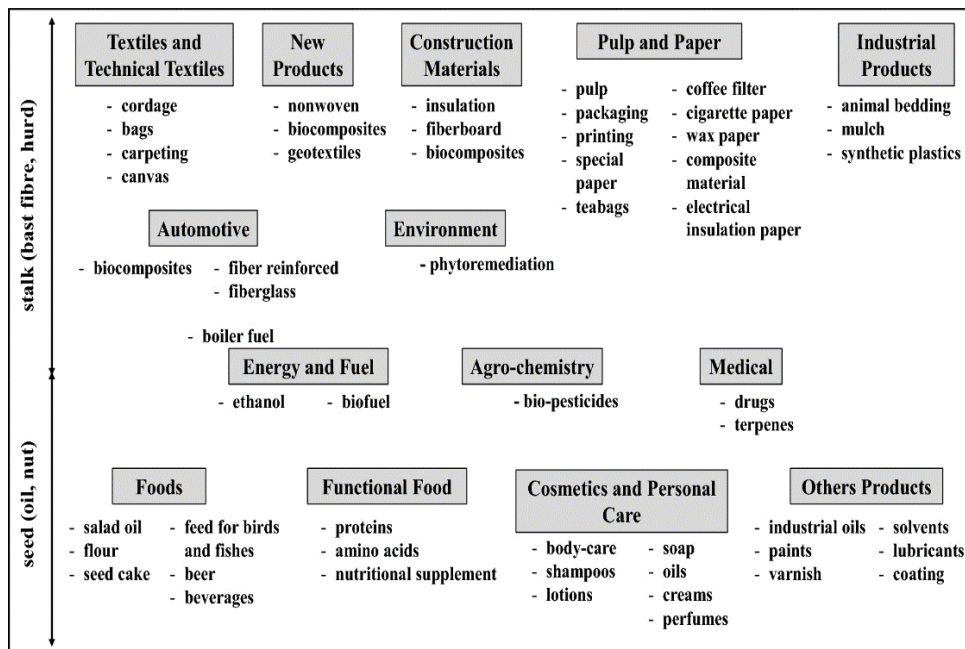 stalk (bast fibre, hurd)
Textiles and
Technical Textiles
- cordage
- bags
- carpeting
- canvas
New
Products
- nonwoven
- biocomposites
- geotextiles
Construction
Materials
- insulation
- fiberboard
- biocomposites
Pulp and Paper
- pulp
- packaging
- printing
- special
paper
- teabags
- coffee filter
- cigarette paper
- wax paper
- composite
material
- electrical
insulation paper
Industrial
Products
- animal bedding
- mulch
- synthetic plastics
Automotive
- biocomposites
- fiber reinforced
- fiberglass
Environment
- phytoremediation
- boiler fuel
Energy and Fuel
- ethanol
- biofuel
Agro-chemistry
- bio-pesticides
Medical
- drugs
- terpenes
seed (oil, nut)
Foods
- salad oil
- flour
- seed cake
- feed for birds
and fishes
- beer
- beverages
Functional Food
- proteins
- amino acids
- nutritional supplement
Cosmetics and Personal
Care
- body-care
- shampoos
- lotions
- soap
- oils
- creams
- perfumes
Others Products
- industrial oils
- paints
- varnish
- solvents
- lubricants
- coating